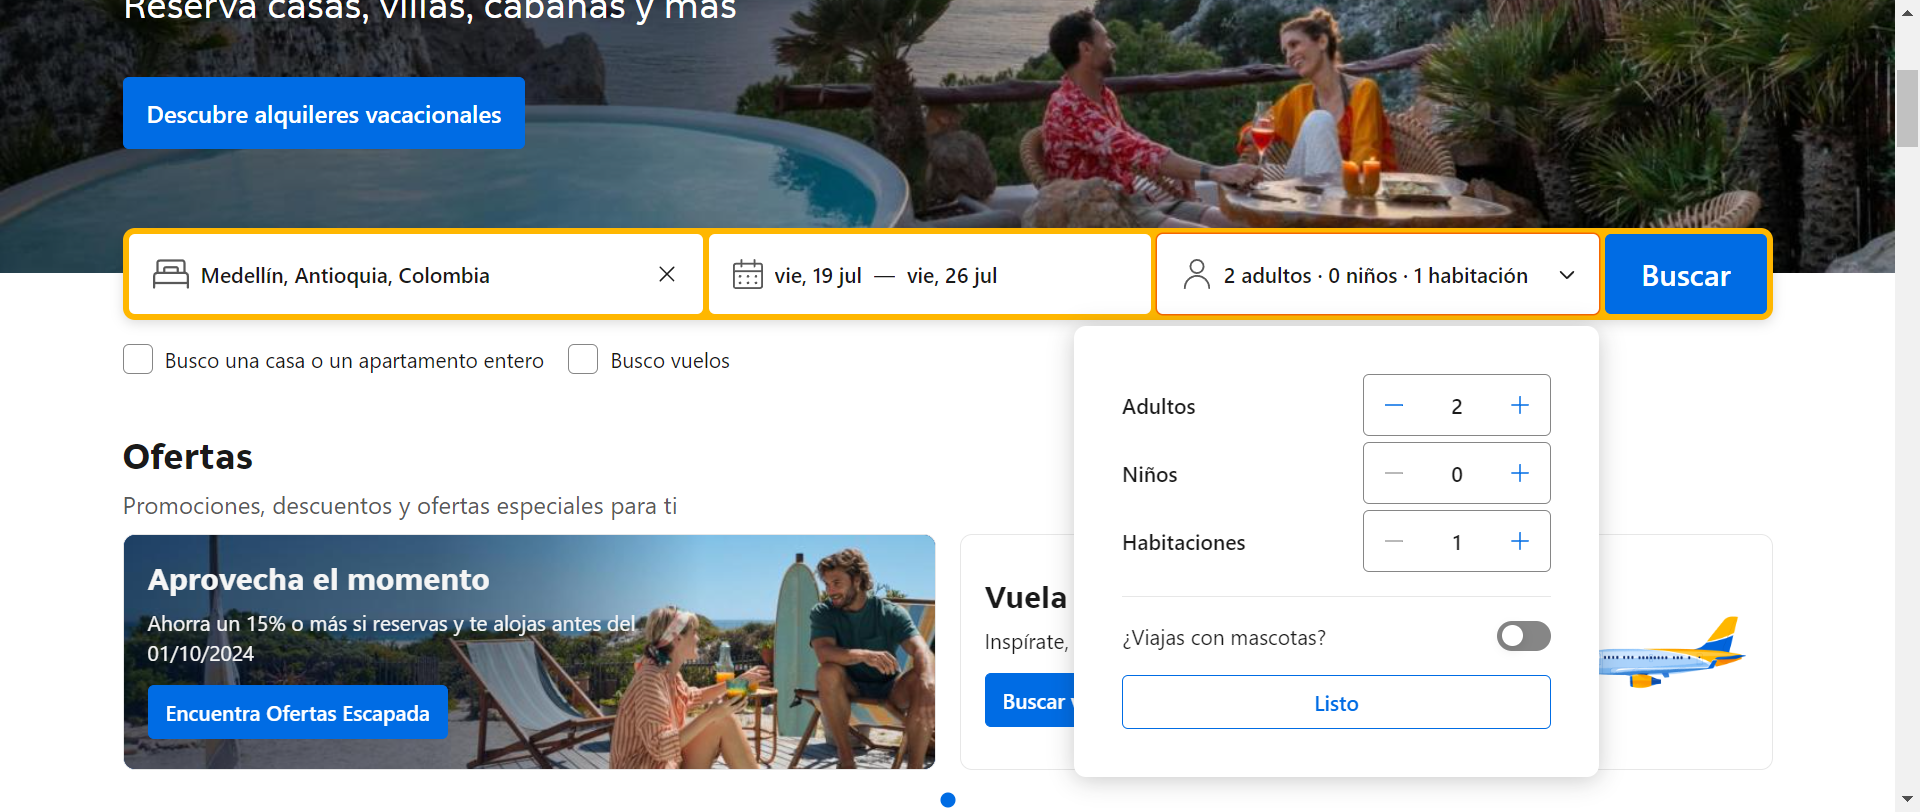 Reserva casas, villas, cabañas y más
Descubre alquileres vacacionales
Medellín, Antioquia, Colombia
vie, 19 jul — vie, 26 jul
2 adultos · 0 niños · 1 habitación
Buscar
Busco una casa o un apartamento entero
Busco vuelos
Adultos
2
Niños
0
Habitaciones
1
¿Viajas con mascotas?
Listo
Ofertas
Promociones, descuentos y ofertas especiales para ti
Aprovecha el momento
Ahorra un 15% o más si reservas y te alojas antes del
01/10/2024
Encuentra Ofertas Escapada
Vuela
Inspírate,
Buscar